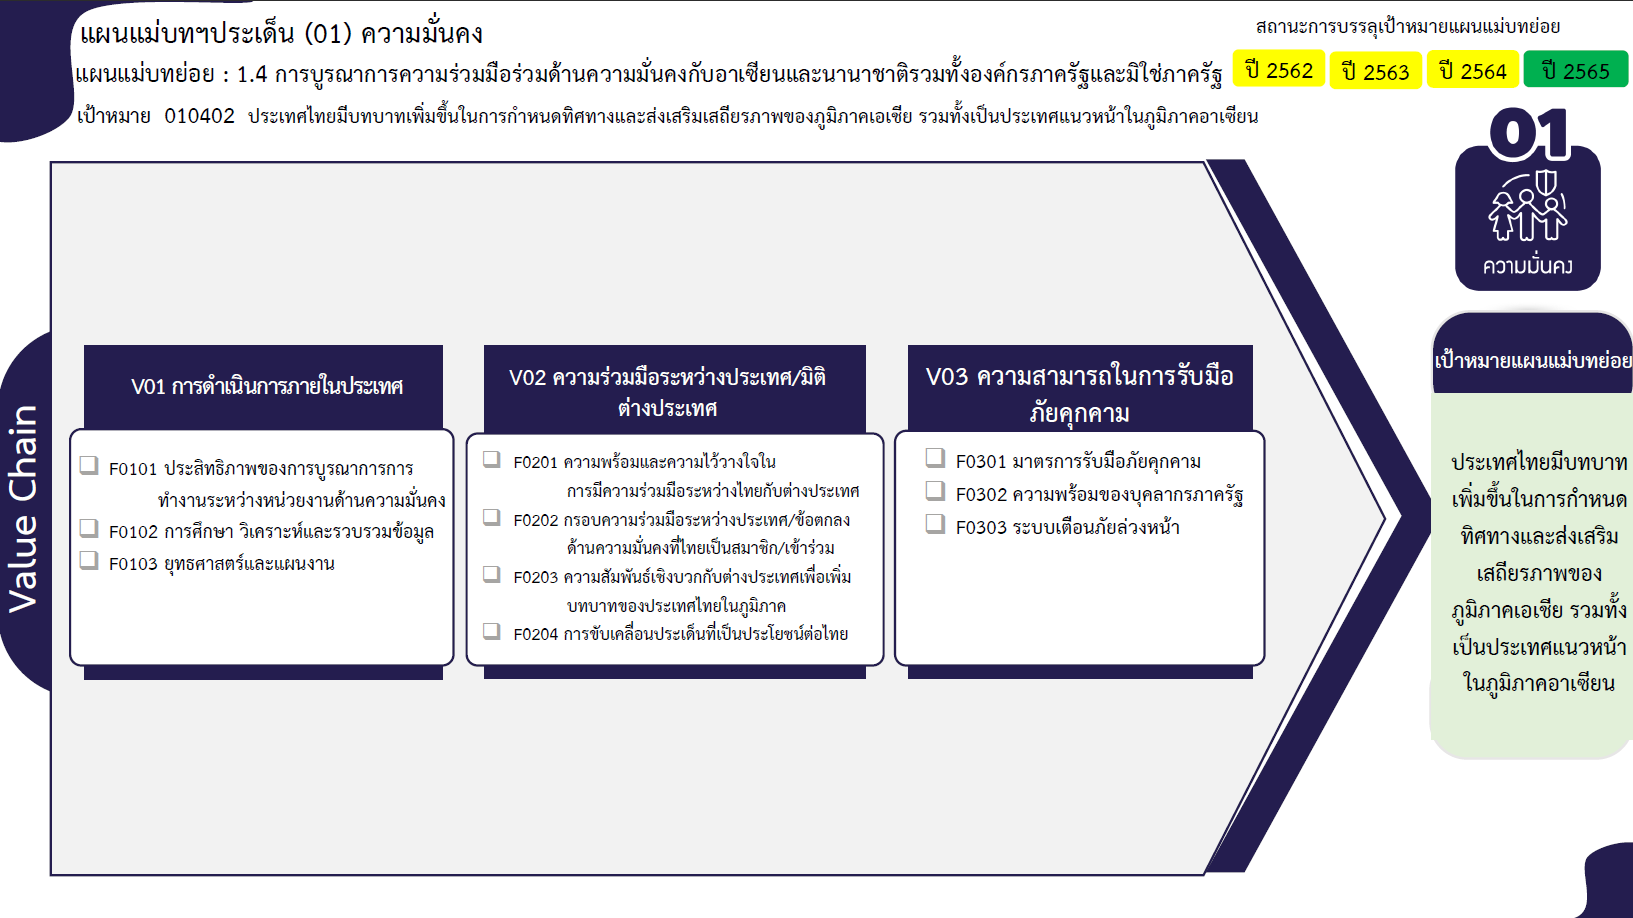 แผนแม่บทฯประเด็น (01) ความมั่นคง
สถานะการบรรลุเป้าหมายแผนแม่บทย่อย
แผนแม่บทย่อย : 1.4 การบูรณาการความร่วมมือร่วมด้านความมั่นคงกับอาเซียนและนานาชาติรวมทั้งองค์กรภาครัฐและมิใช่ภาครัฐ
ปี 2562
ปี 2563
ปี 2564
ปี 2565
เป้าหมาย 010402 ประเทศไทยมีบทบาทเพิ่มขึ้นในการกำหนดทิศทางและส่งเสริมเสถียรภาพของภูมิภาคเอเซีย รวมทั้งเป็นประเทศแนวหน้าในภูมิภาคอาเซียน
01
ความมั่นคง
Value Chain
V01 การดำเนินการภายในประเทศ
F0101 ประสิทธิภาพของการบูรณาการการ
ทำงานระหว่างหน่วยงานด้านความมั่นคง
F0102 การศึกษา วิเคราะห์และรวบรวมข้อมูล
F0103 ยุทธศาสตร์และแผนงาน
V02 ความร่วมมือระหว่างประเทศ/มิติ
ต่างประเทศ
F0201 ความพร้อมและความไว้วางใจใน
การมีความร่วมมือระหว่างไทยกับต่างประเทศ
F0202 กรอบความร่วมมือระหว่างประเทศ/ข้อตกลง
ด้านความมั่นคงที่ไทยเป็นสมาชิก/เข้าร่วม
F0203 ความสัมพันธ์เชิงบวกกับต่างประเทศเพื่อเพิ่ม
บทบาทของประเทศไทยในภูมิภาค
F0204 การขับเคลื่อนประเด็นที่เป็นประโยชน์ต่อไทย
V03 ความสามารถในการรับมือ
ภัยคุกคาม
F0301 มาตรการรับมือภัยคุกคาม
F0302 ความพร้อมของบุคลากรภาครัฐ
F0303 ระบบเตือนภัยล่วงหน้า
เป้าหมายแผนแม่บทย่อย
ประเทศไทยมีบทบาท
เพิ่มขึ้นในการกำหนด
ทิศทางและส่งเสริม
เสถียรภาพของ
ภูมิภาคเอเซีย รวมทั้ง
เป็นประเทศแนวหน้า
ในภูมิภาคอาเซียน